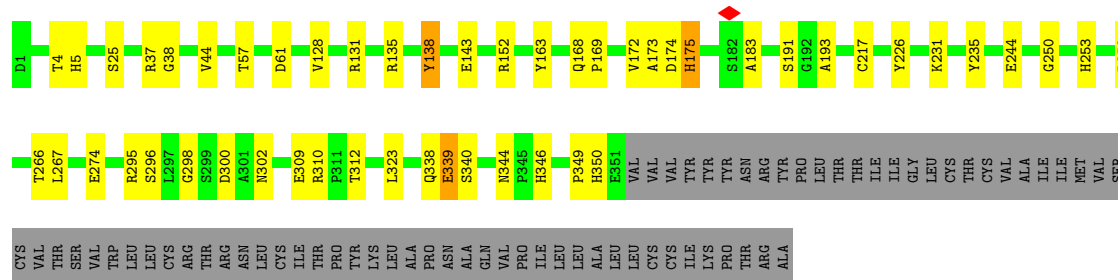 D1 T4 H5 S25 R37 G38 V44 T57 D61 V128 R131 R135 Y138 E143 R152 Y163 Q168 P169 V172 A173 D174 H175 S182 A183 S191 G192 A193 C217 Y226 K231 Y235 E244 G250 H253
T266 L267 E274 R295 S296 L297 G298 S299 D300 A301 N302 E309 R310 P311 T312 L323 Q338 E339 S340 N344 P345 H346 P349 H350 E351 VAL VAL VAL TYR TYR TYR ASN ARG TYR PRO LEU THR THR ILE ILE GLY LEU CYS THR CYS VAL ALA ILE ILE MET VAL SER
CYS VAL THR SER VAL TRP LEU LEU CYS ARG THR ARG ASN LEU CYS ILE THR PRO TYR LYS LEU ALA PRO ASN ALA GLN VAL PRO ILE LEU LEU ALA LEU LEU CYS CYS ILE LYS PRO THR ARG ALA